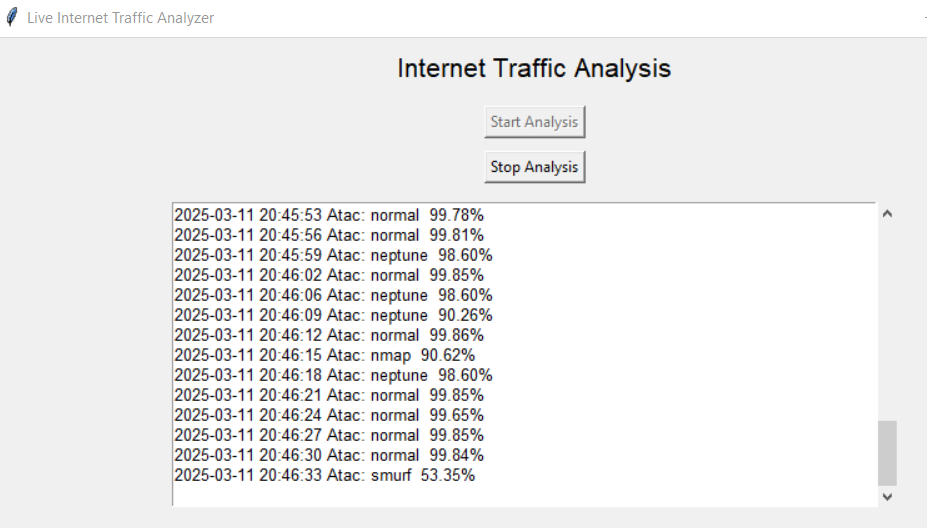 Live Internet Traffic Analyzer
Internet Traffic Analysis
Start Analysis
Stop Analysis
2025-03-11 20:45:53 Atac: normal 99.78%
2025-03-11 20:45:56 Atac: normal 99.81%
2025-03-11 20:45:59 Atac: neptune 98.60%
2025-03-11 20:46:02 Atac: normal 99.85%
2025-03-11 20:46:06 Atac: neptune 98.60%
2025-03-11 20:46:09 Atac: neptune 90.26%
2025-03-11 20:46:12 Atac: normal 99.86%
2025-03-11 20:46:15 Atac: nmap 90.62%
2025-03-11 20:46:18 Atac: neptune 98.60%
2025-03-11 20:46:21 Atac: normal 99.85%
2025-03-11 20:46:24 Atac: normal 99.65%
2025-03-11 20:46:27 Atac: normal 99.85%
2025-03-11 20:46:30 Atac: normal 99.84%
2025-03-11 20:46:33 Atac: smurf 53.35%